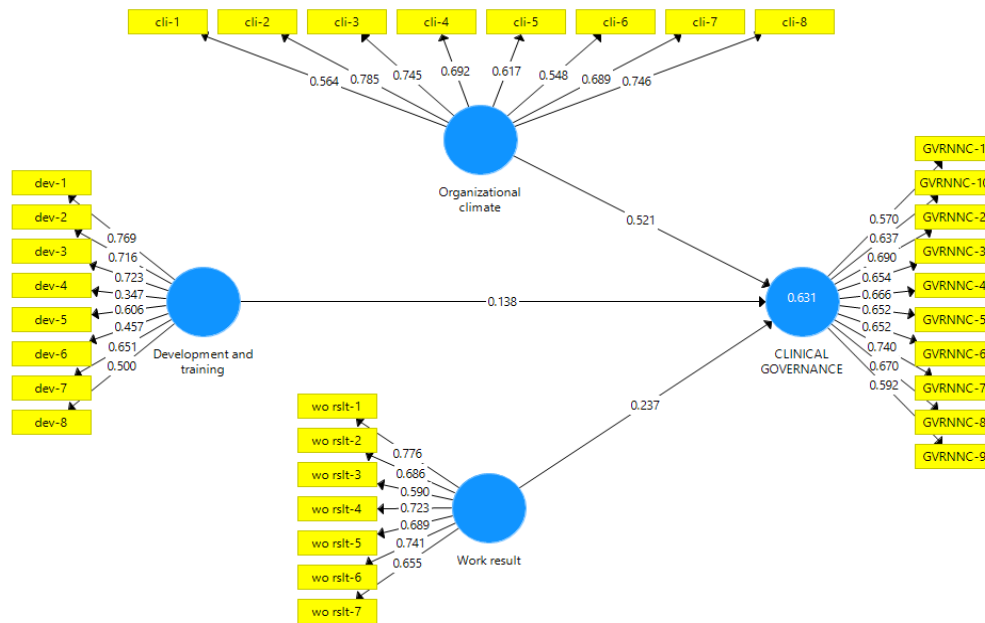 cli-1
cli-2
cli-3
cli-4
cli-5
cli-6
cli-7
cli-8
0.564
0.785
0.745
0.692
0.617
0.548
0.689
0.746
Organizational
climate
0.521
dev-1
dev-2
dev-3
dev-4
dev-5
dev-6
dev-7
dev-8
0.769
0.716
0.723
0.347
0.606
0.457
0.651
0.500
Development and
training
0.138
0.631
CLINICAL
GOVERNANCE
GVRNNC-1
GVRNNC-10
GVRNNC-2
GVRNNC-3
GVRNNC-4
GVRNNC-5
GVRNNC-6
GVRNNC-7
GVRNNC-8
GVRNNC-9
0.570
0.637
0.690
0.654
0.666
0.652
0.652
0.740
0.670
0.592
0.237
wo rslt-1
wo rslt-2
wo rslt-3
wo rslt-4
wo rslt-5
wo rslt-6
wo rslt-7
0.776
0.686
0.590
0.723
0.689
0.741
0.655
Work result